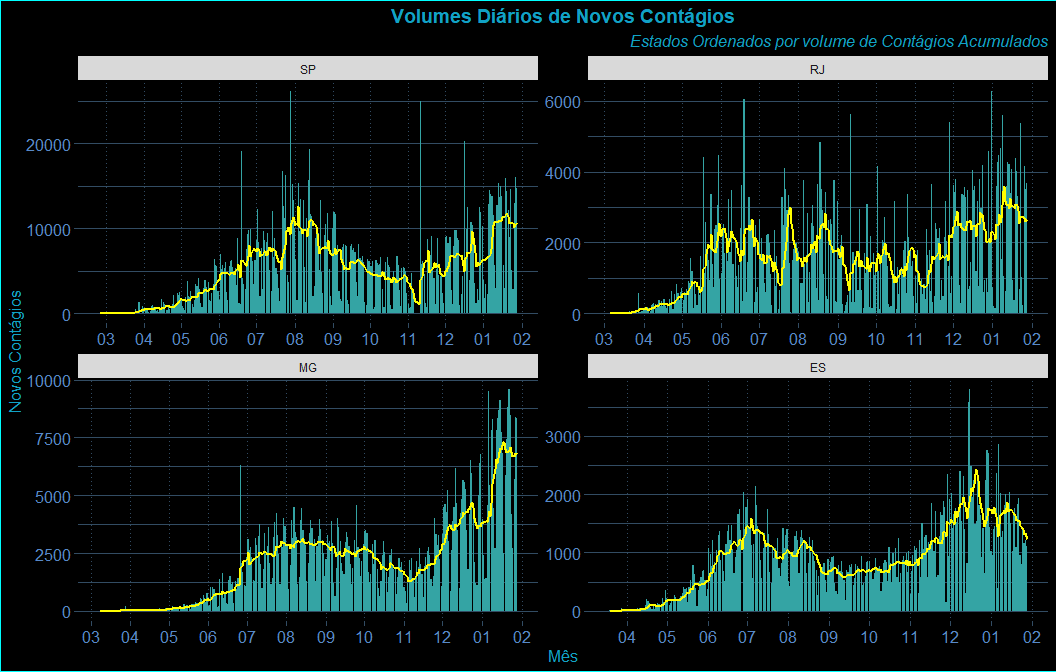 Volumes Diários de Novos Contágios
Estados Ordenados por volume de Contágios Acumulados
Novos Contágios
SP
20000
10000
0
03 04 05 06 07 08 09 10 11 12 01 02
RJ
6000
4000
2000
0
03 04 05 06 07 08 09 10 11 12 01 02
MG
10000
7500
5000
2500
0
03 04 05 06 07 08 09 10 11 12 01 02
ES
3000
2000
1000
0
04 05 06 07 08 09 10 11 12 01 02
Mês